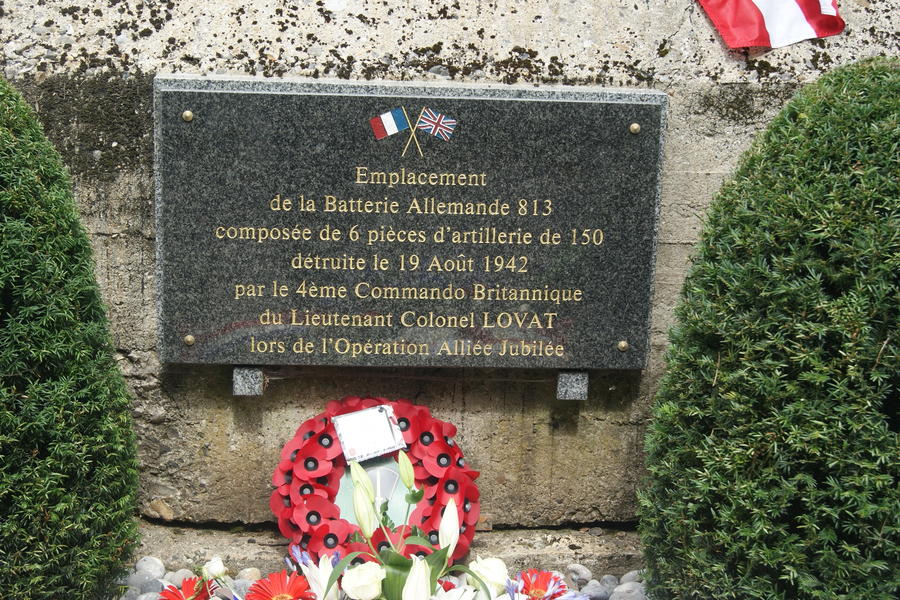 Emplacement
de la Batterie Allemande 813
composée de 6 pièces d'artillerie de 150
détruite le 19 Août 1942
par le 4ème Commando Britannique
du Lieutenant Colonel LOVAT
lors de l'Opération Alliée Jubilée